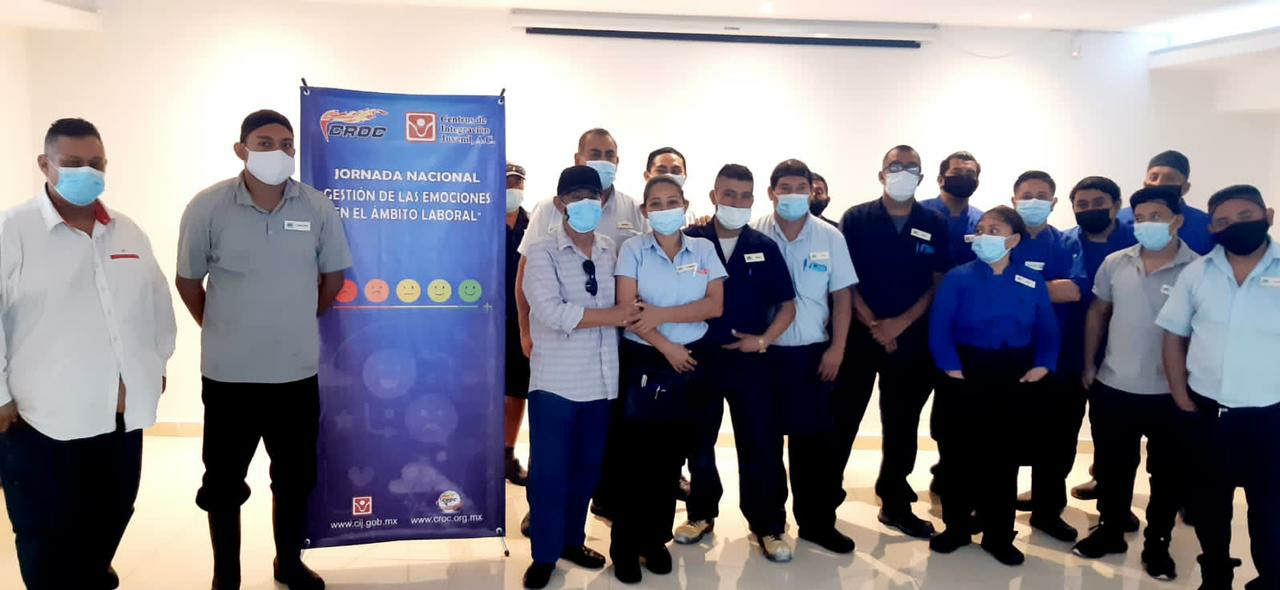 CROC
Centros de
Integración
Juvenil, A.C.
JORNADA NACIONAL
GESTIÓN DE LAS EMOCIONES
EN EL ÁMBITO LABORAL"
www.cij.gob.mx
www.croc.org.mx